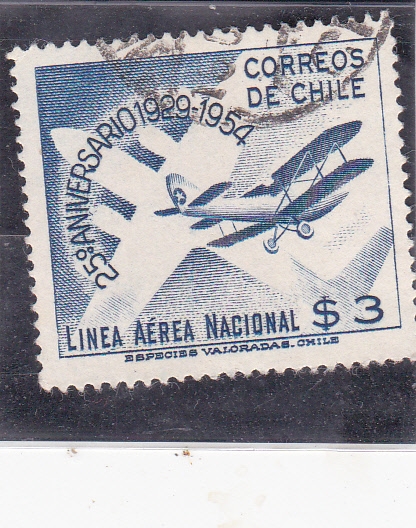 CORREOS
DE CHILE
25º ANIVERSARIO 1929-1954
LINEA AÉREA NACIONAL $3
ESPECIES VALORADAS. CHILE